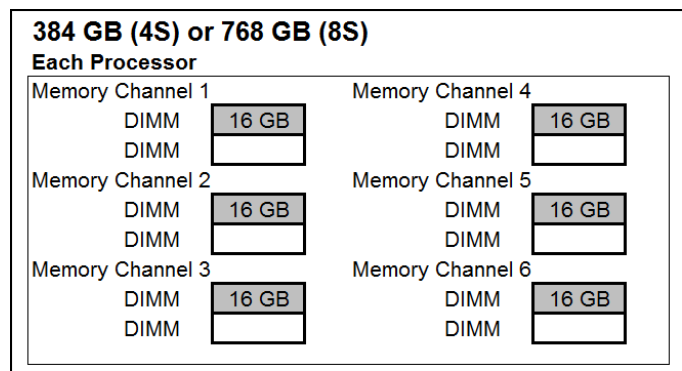 384 GB (4S) or 768 GB (8S)
Each Processor
Memory Channel 1 Memory Channel 4
DIMM 16 GB DIMM 16 GB
DIMM DIMM
Memory Channel 2 Memory Channel 5
DIMM 16 GB DIMM 16 GB
DIMM DIMM
Memory Channel 3 Memory Channel 6
DIMM 16 GB DIMM 16 GB
DIMM DIMM